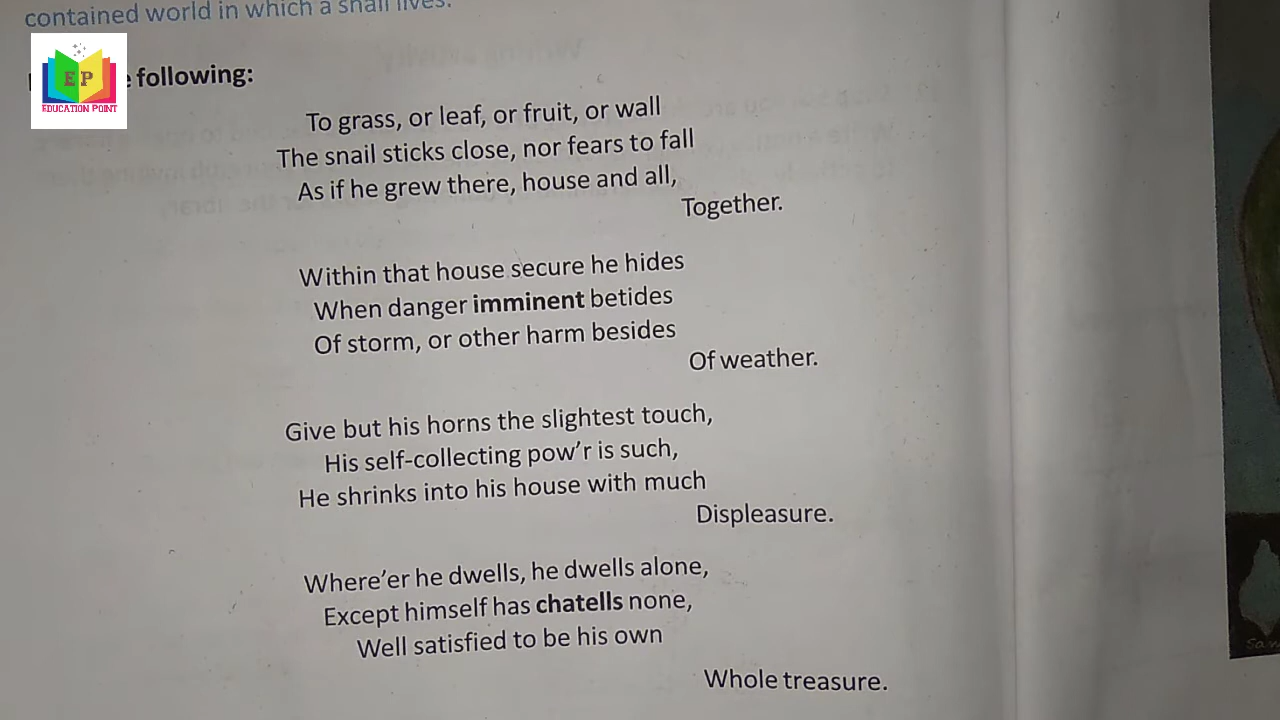 contained world in which a snail lives.
EP
EDUCATION POINT
following:
To grass, or leaf, or fruit, or wall
The snail sticks close, nor fears to fall
As if he grew there, house and all,
Together.
Within that house secure he hides
When danger imminent betides
Of storm, or other harm besides
Of weather.
Give but his horns the slightest touch,
His self-collecting pow’r is such,
He shrinks into his house with much
Displeasure.
Where’er he dwells, he dwells alone,
Except himself has chatells none,
Well satisfied to be his own
Whole treasure.